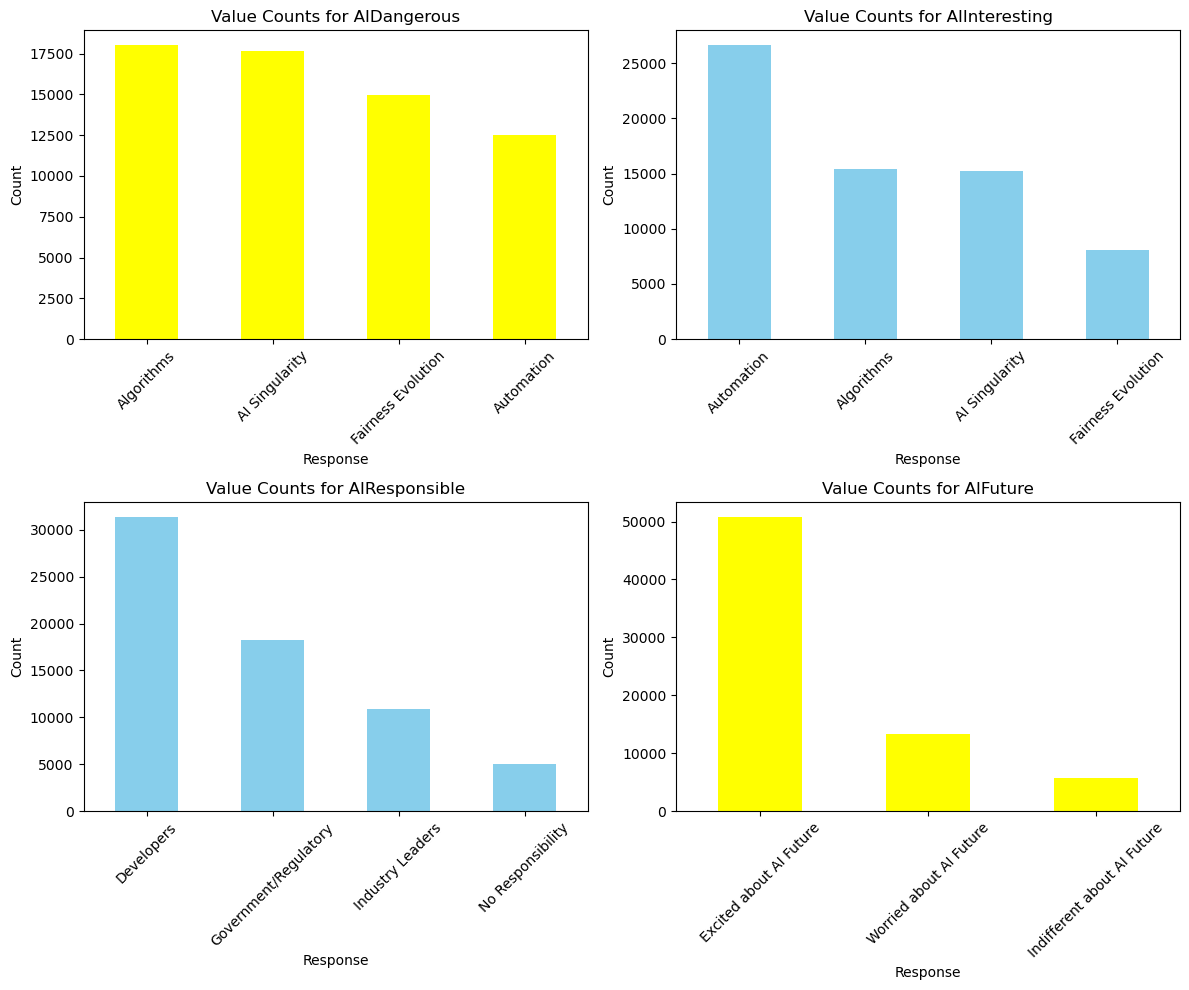 Value Counts for AIDangerous
Count
17500
15000
12500
10000
7500
5000
2500
0
Algorithms
AI Singularity
Fairness Evolution
Automation
Response
Value Counts for AIInteresting
Count
25000
20000
15000
10000
5000
0
Automation
Algorithms
AI Singularity
Fairness Evolution
Response
Value Counts for AIResponsible
Count
30000
25000
20000
15000
10000
5000
0
Developers
Government/Regulatory
Industry Leaders
No Responsibility
Response
Value Counts for AIFuture
Count
50000
40000
30000
20000
10000
0
Excited about AI Future
Worried about AI Future
Indifferent about AI Future
Response